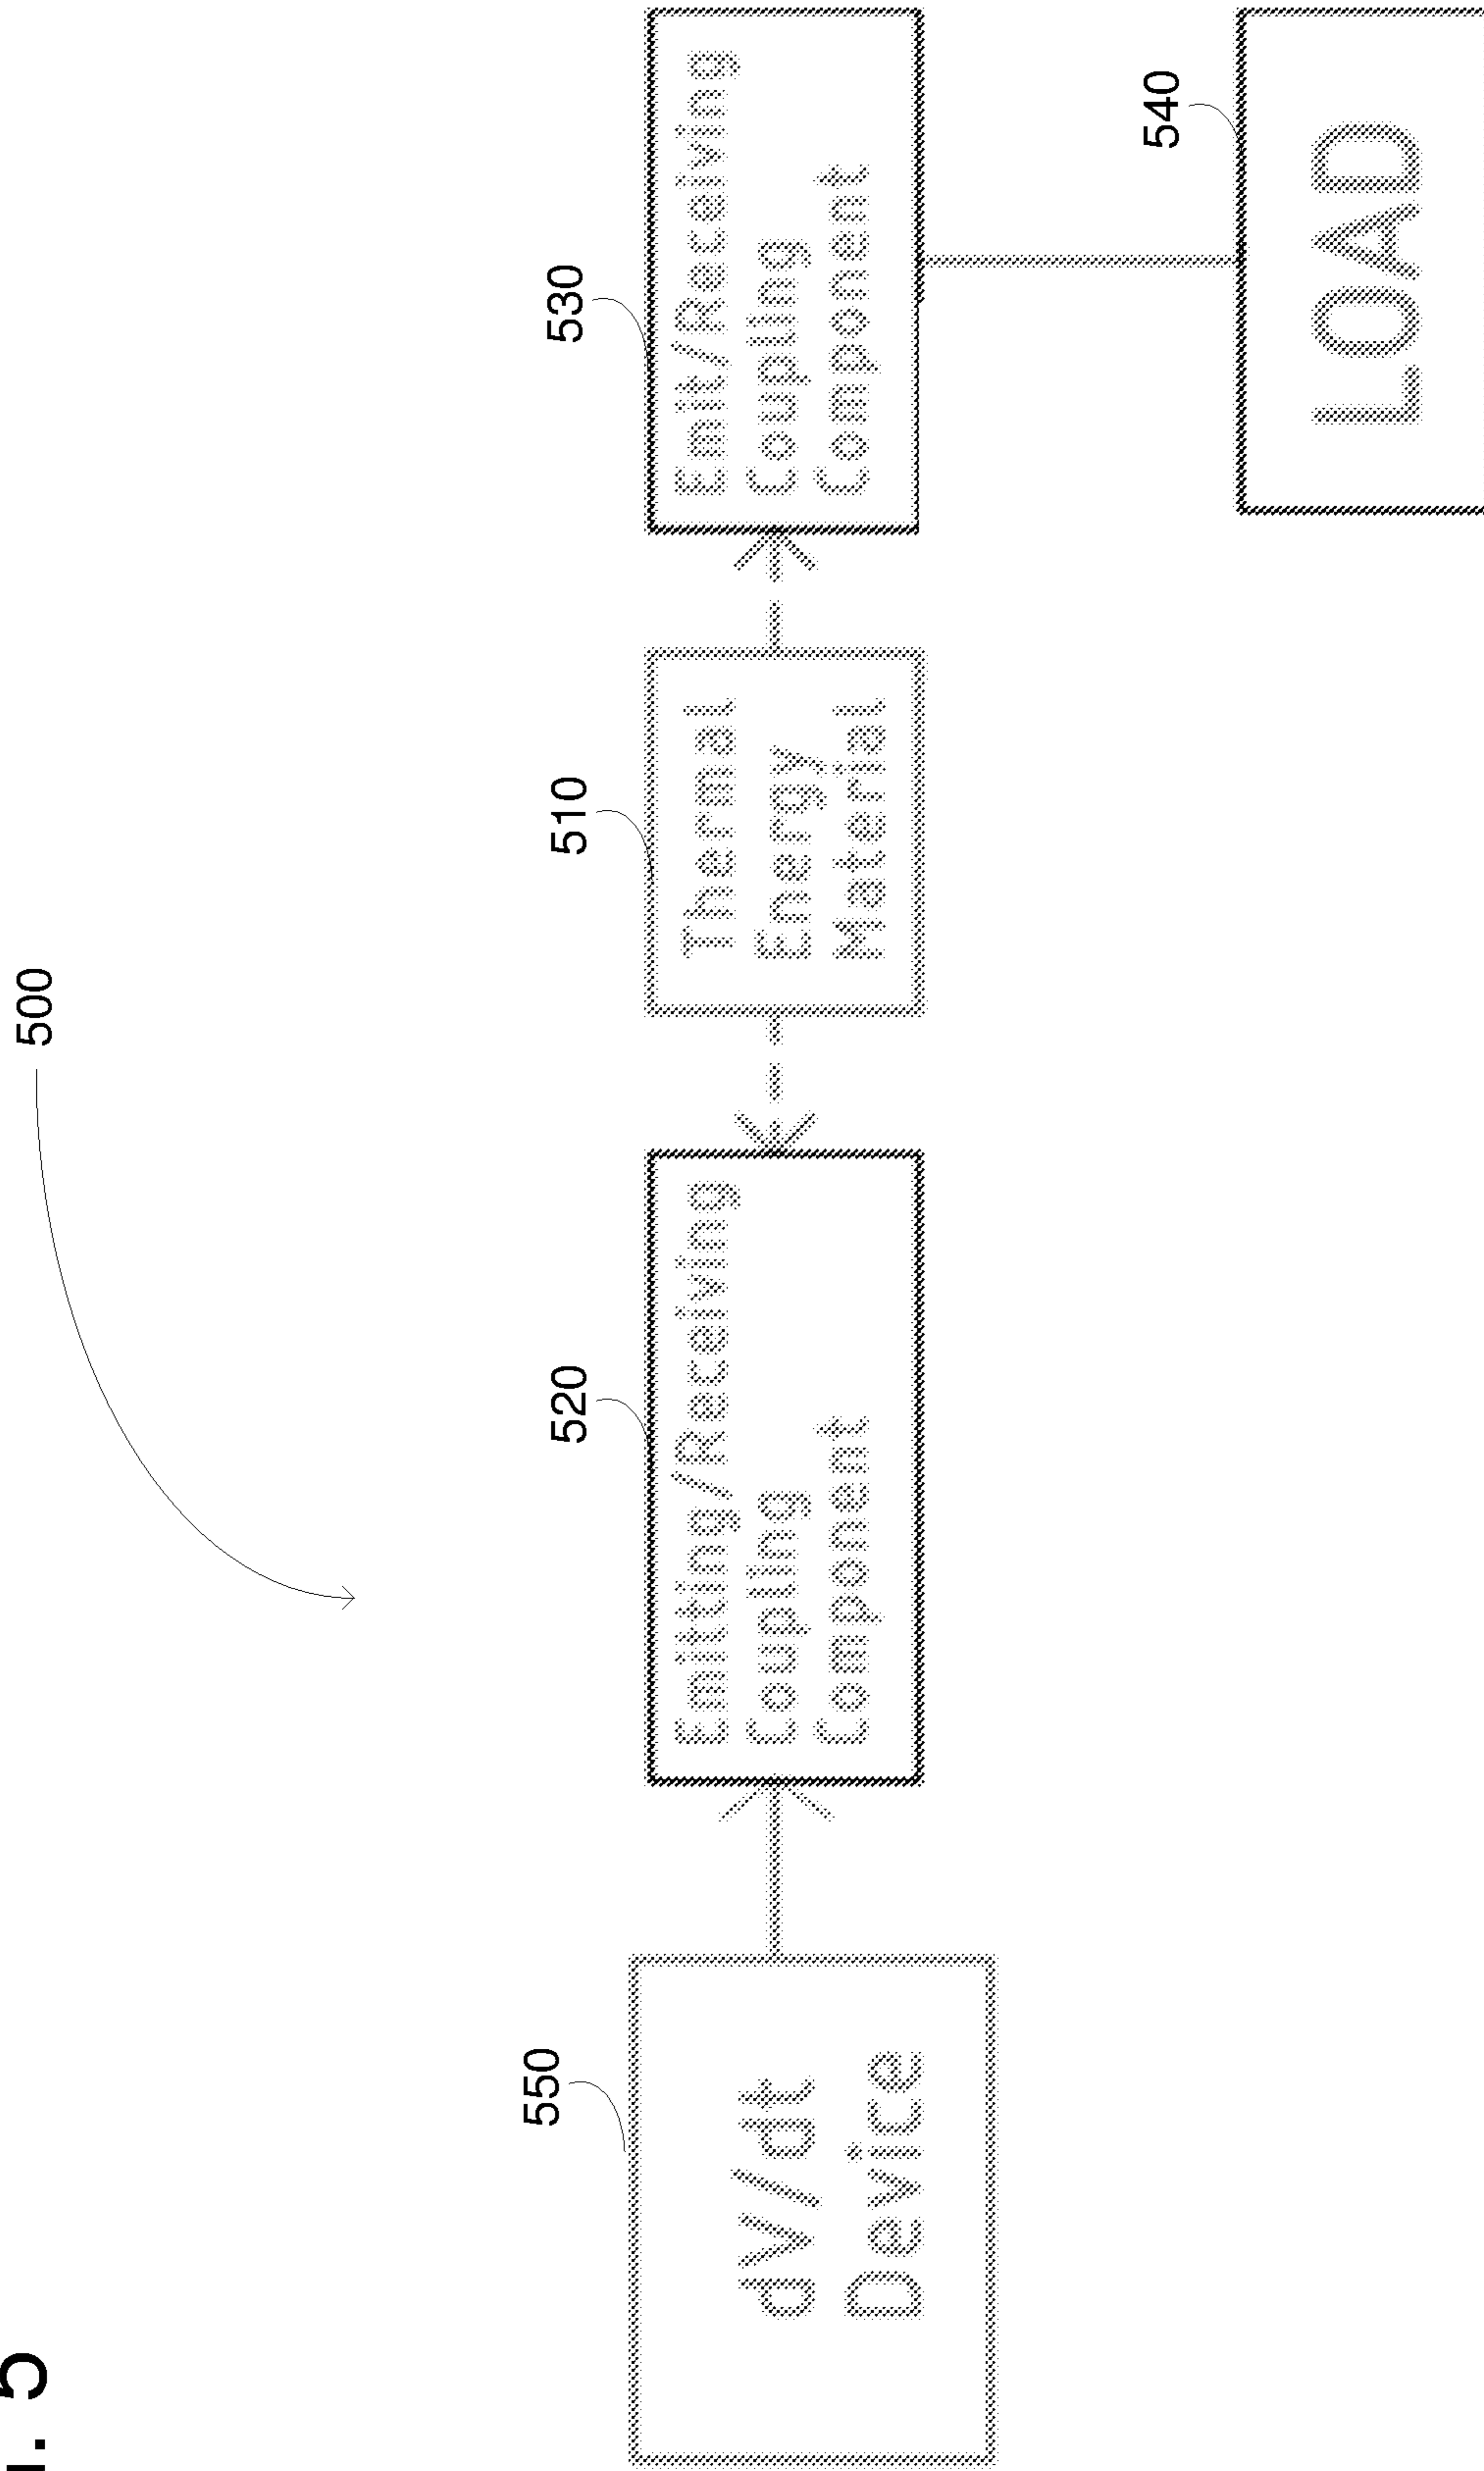 . 5
500
550
dV/dt
Device
520
Emitting/Receiving
Coupling
Component
510
Thermal
Energy
Material
530
Emit/Receiving
Coupling
Component
540
LOAD